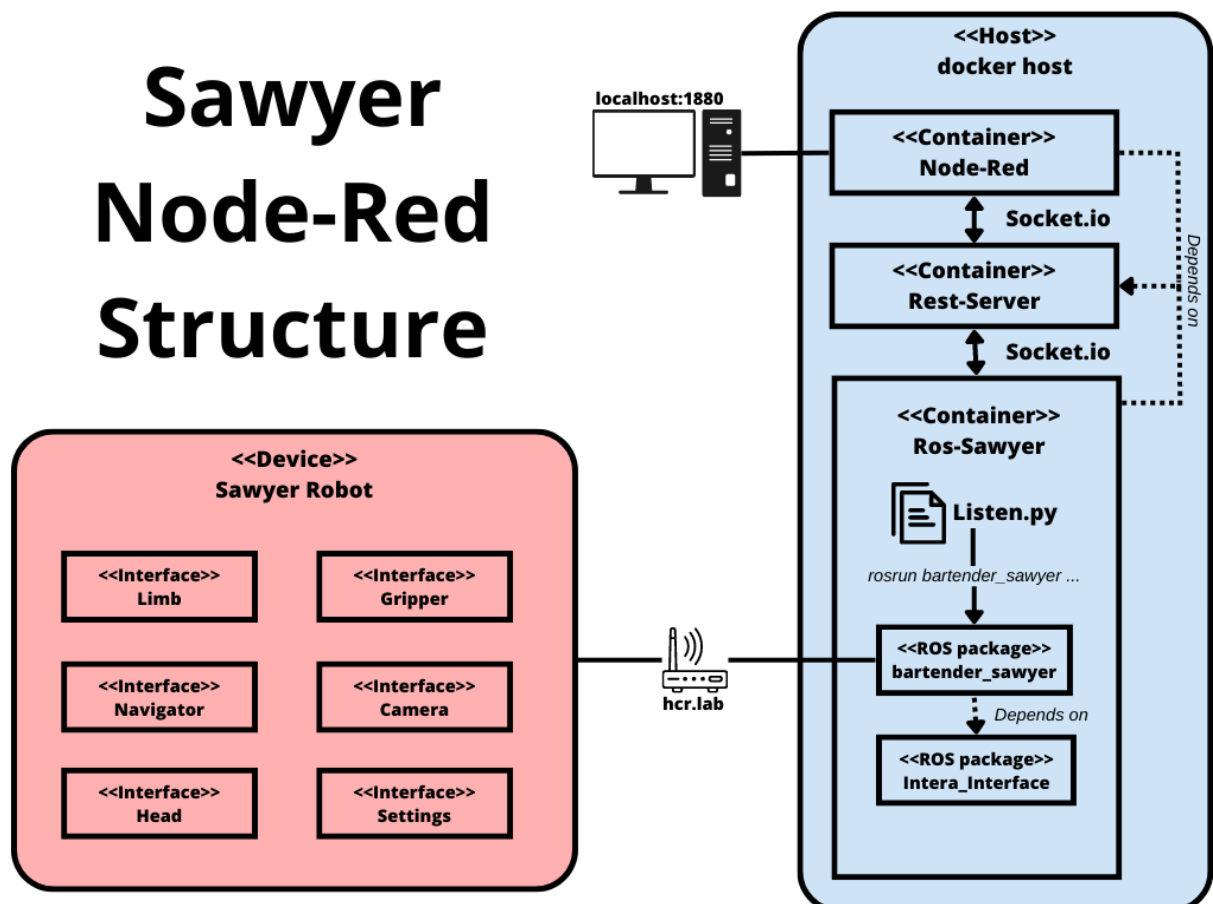 Sawyer
Node-Red
Structure
<<Host>>
docker host
localhost:1880
<<Container>>
Node-Red
Socket.io
<<Container>>
Rest-Server
Depends on
Socket.io
<<Container>>
Ros-Sawyer
Listen.py
rosrun bartender_sawyer ...
<<ROS package>>
bartender_sawyer
Depends on
<<ROS package>>
Intera_Interface
hcr.lab
<<Device>>
Sawyer Robot
<<Interface>>
Limb
<<Interface>>
Gripper
<<Interface>>
Navigator
<<Interface>>
Camera
<<Interface>>
Head
<<Interface>>
Settings